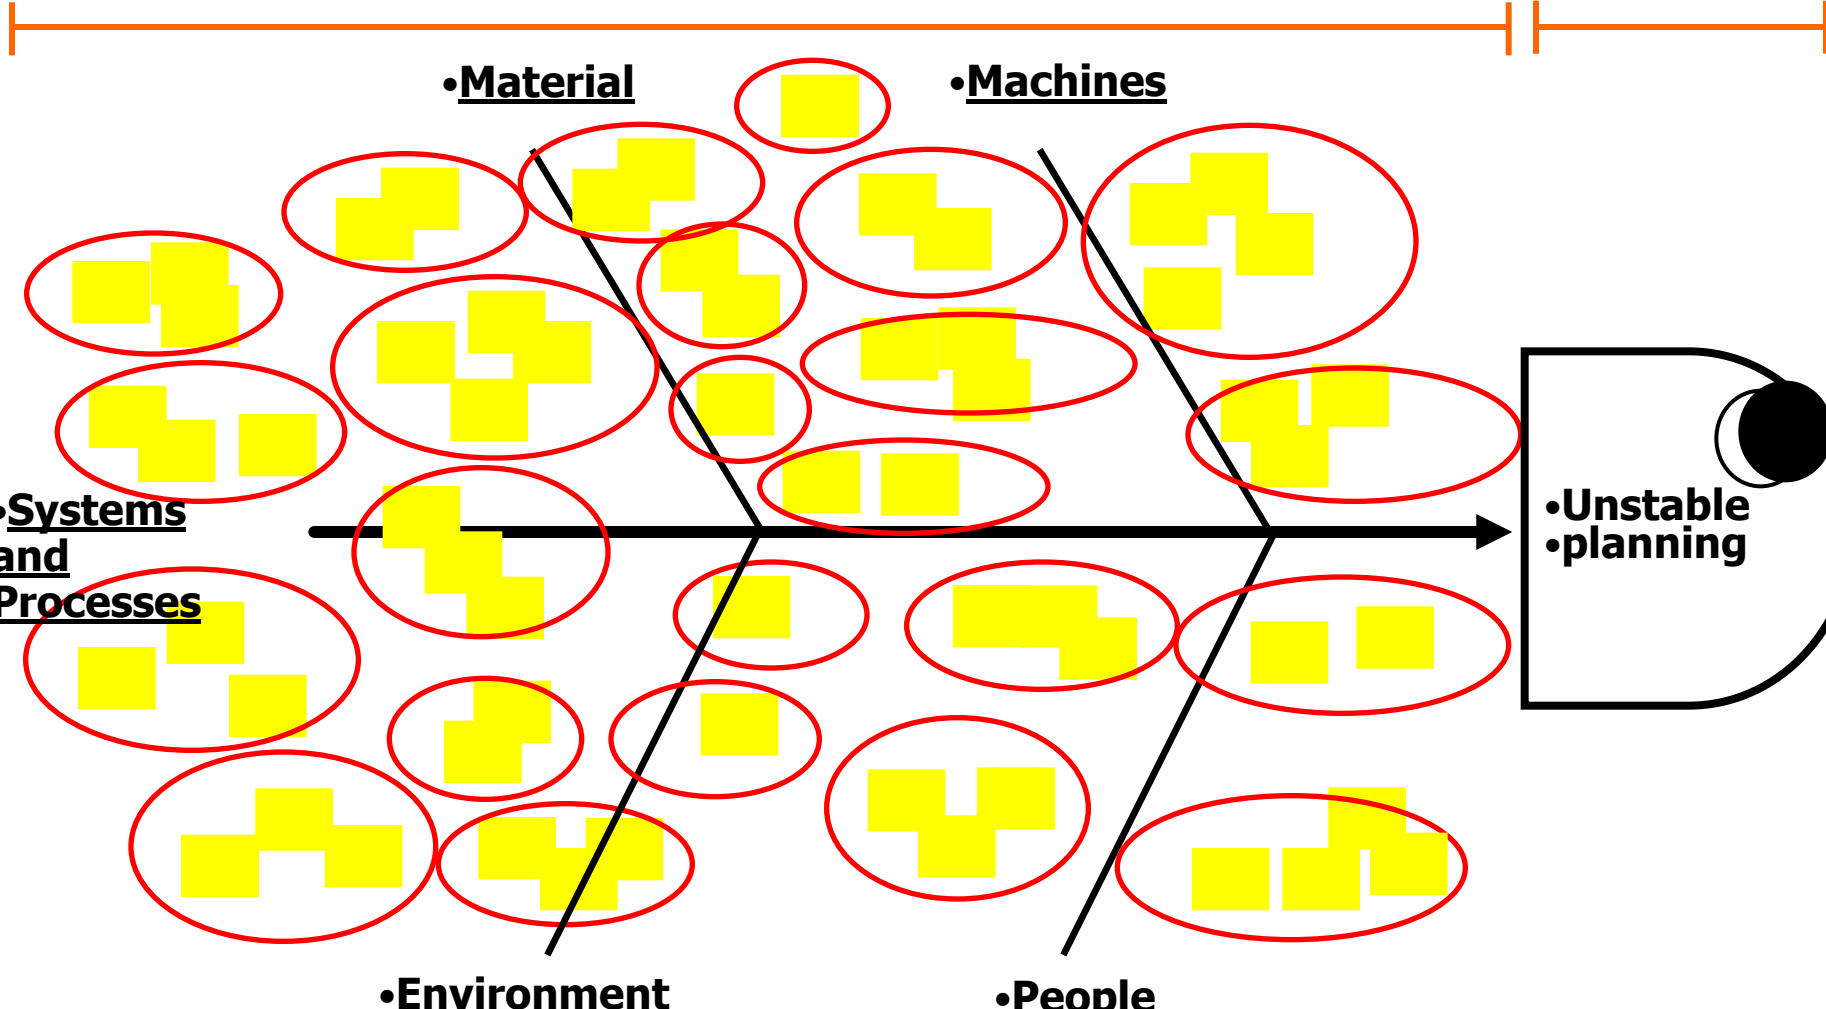 •Material
•Machines
•Systems
and
Processes
•Unstable
•planning
•Environment
•People